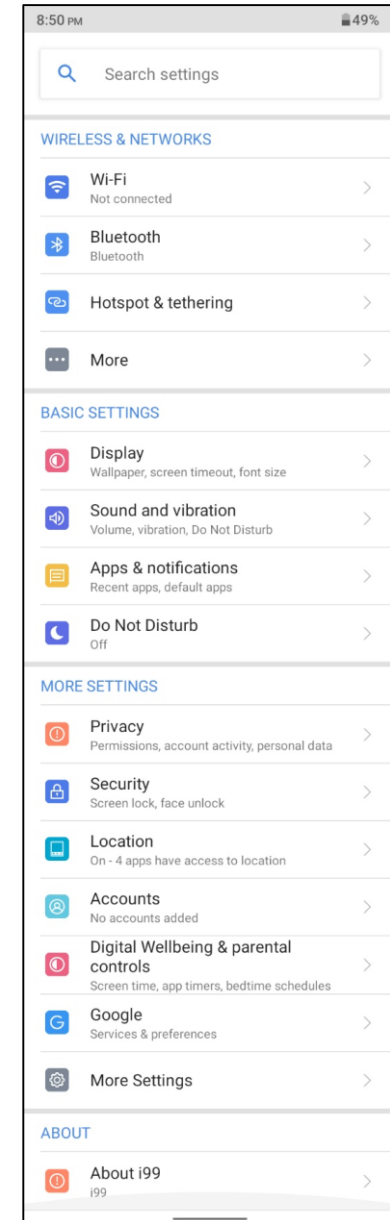 8:50 PM 49%
Search settings
WIRELESS & NETWORKS
Wi-Fi
Not connected
Bluetooth
Bluetooth
Hotspot & tethering
More
BASIC SETTINGS
Display
Wallpaper, screen timeout, font size
Sound and vibration
Volume, vibration, Do Not Disturb
Apps & notifications
Recent apps, default apps
Do Not Disturb
Off
MORE SETTINGS
Privacy
Permissions, account activity, personal data
Security
Screen lock, face unlock
Location
On - 4 apps have access to location
Accounts
No accounts added
Digital Wellbeing & parental
controls
Screen time, app timers, bedtime schedules
Google
Services & preferences
More Settings
ABOUT
About i99
i99